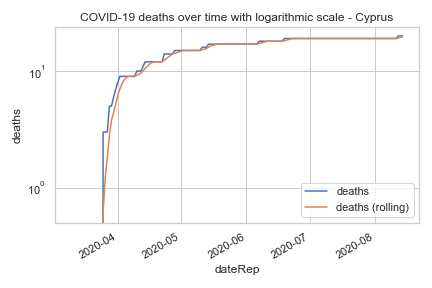 COVID-19 deaths over time with logarithmic scale - Cyprus
deaths
10¹
10⁰
deaths
deaths (rolling)
2020-04
2020-05
2020-06
2020-07
2020-08
dateRep